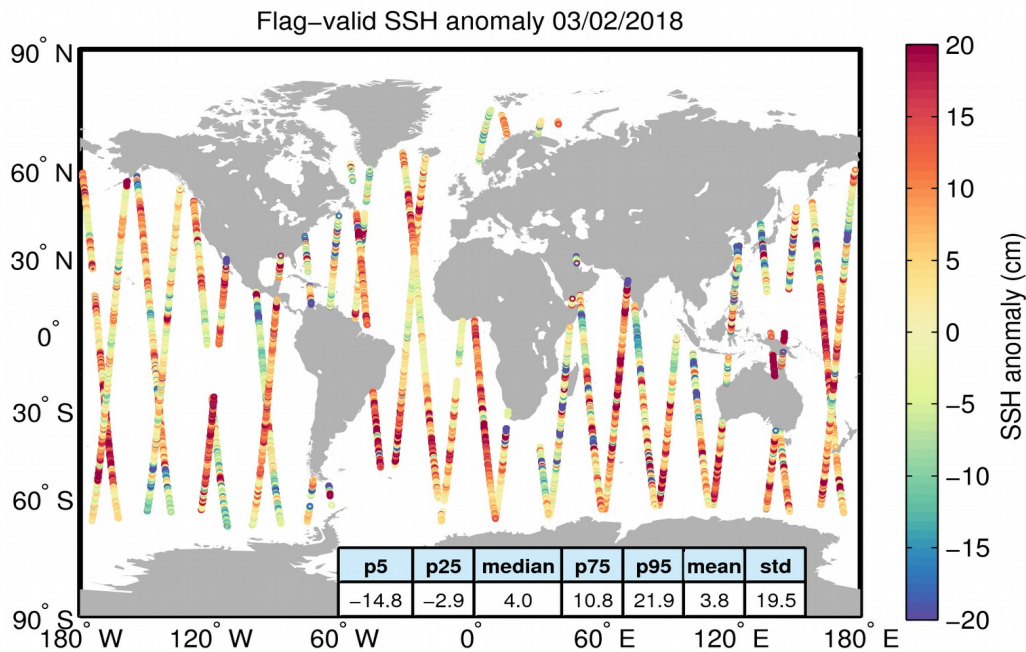 Flag−valid SSH anomaly 03/02/2018
90° N
60° N
30° N
0°
30° S
60° S
90° S
180° W
120° W
60° W
0°
60° E
120° E
180° E
p5 p25 median p75 p95 mean std
−14.8 −2.9 4.0 10.8 21.9 3.8 19.5
20
15
10
5
0
−5
−10
−15
−20
SSH anomaly (cm)